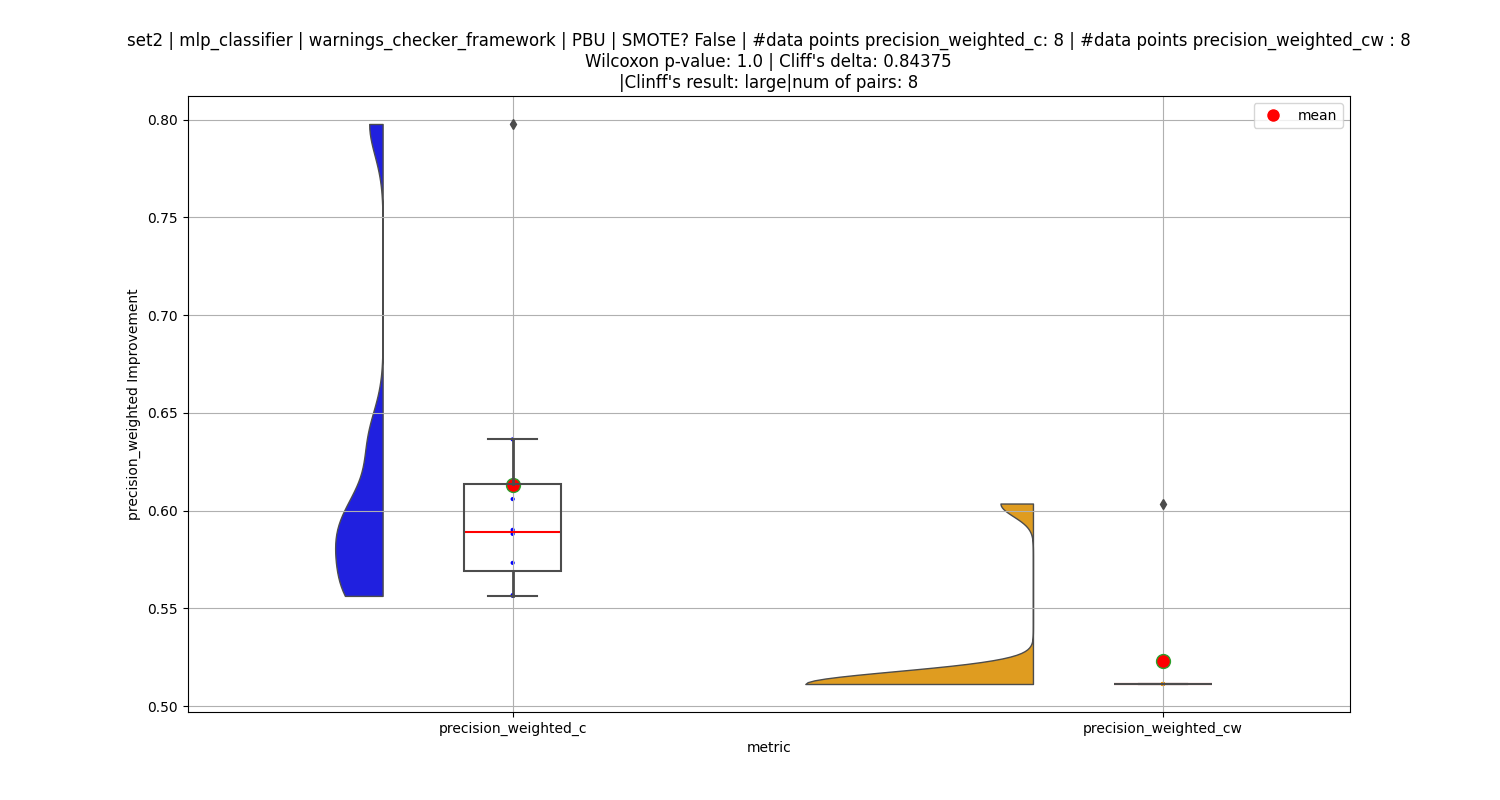 set2 | mlp_classifier | warnings_checker_framework | PBU | SMOTE? False | #data points precision_weighted_c: 8 | #data points precision_weighted_cw : 8
Wilcoxon p-value: 1.0 | Cliff's delta: 0.84375
|Clinff's result: large|num of pairs: 8
mean
0.80
0.75
0.70
0.65
0.60
0.55
0.50
precision_weighted Improvement
precision_weighted_c
precision_weighted_cw
metric